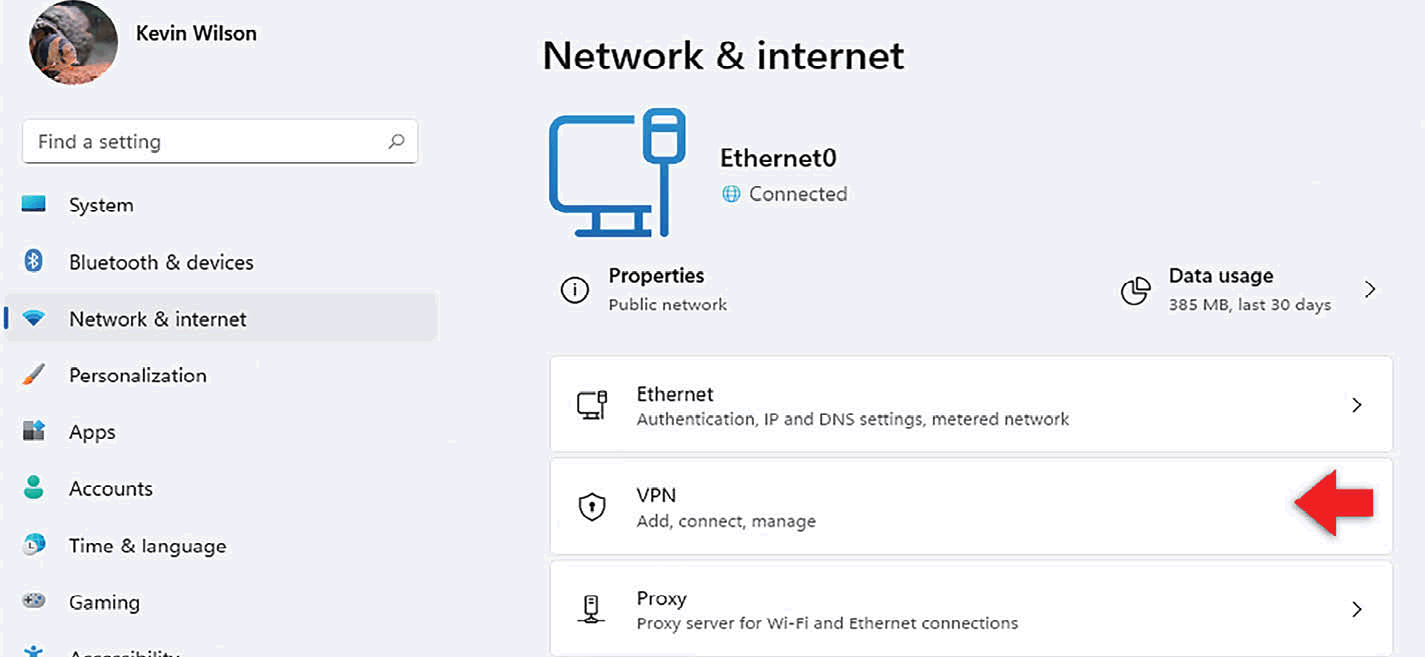 Kevin Wilson
Find a setting
System
Bluetooth & devices
Network & internet
Personalization
Apps
Accounts
Time & language
Gaming
Accessibility
Network & internet
Ethernet0
Connected
Properties
Public network
Data usage
385 MB, last 30 days
Ethernet
Authentication, IP and DNS settings, metered network
VPN
Add, connect, manage
Proxy
Proxy server for Wi-Fi and Ethernet connections